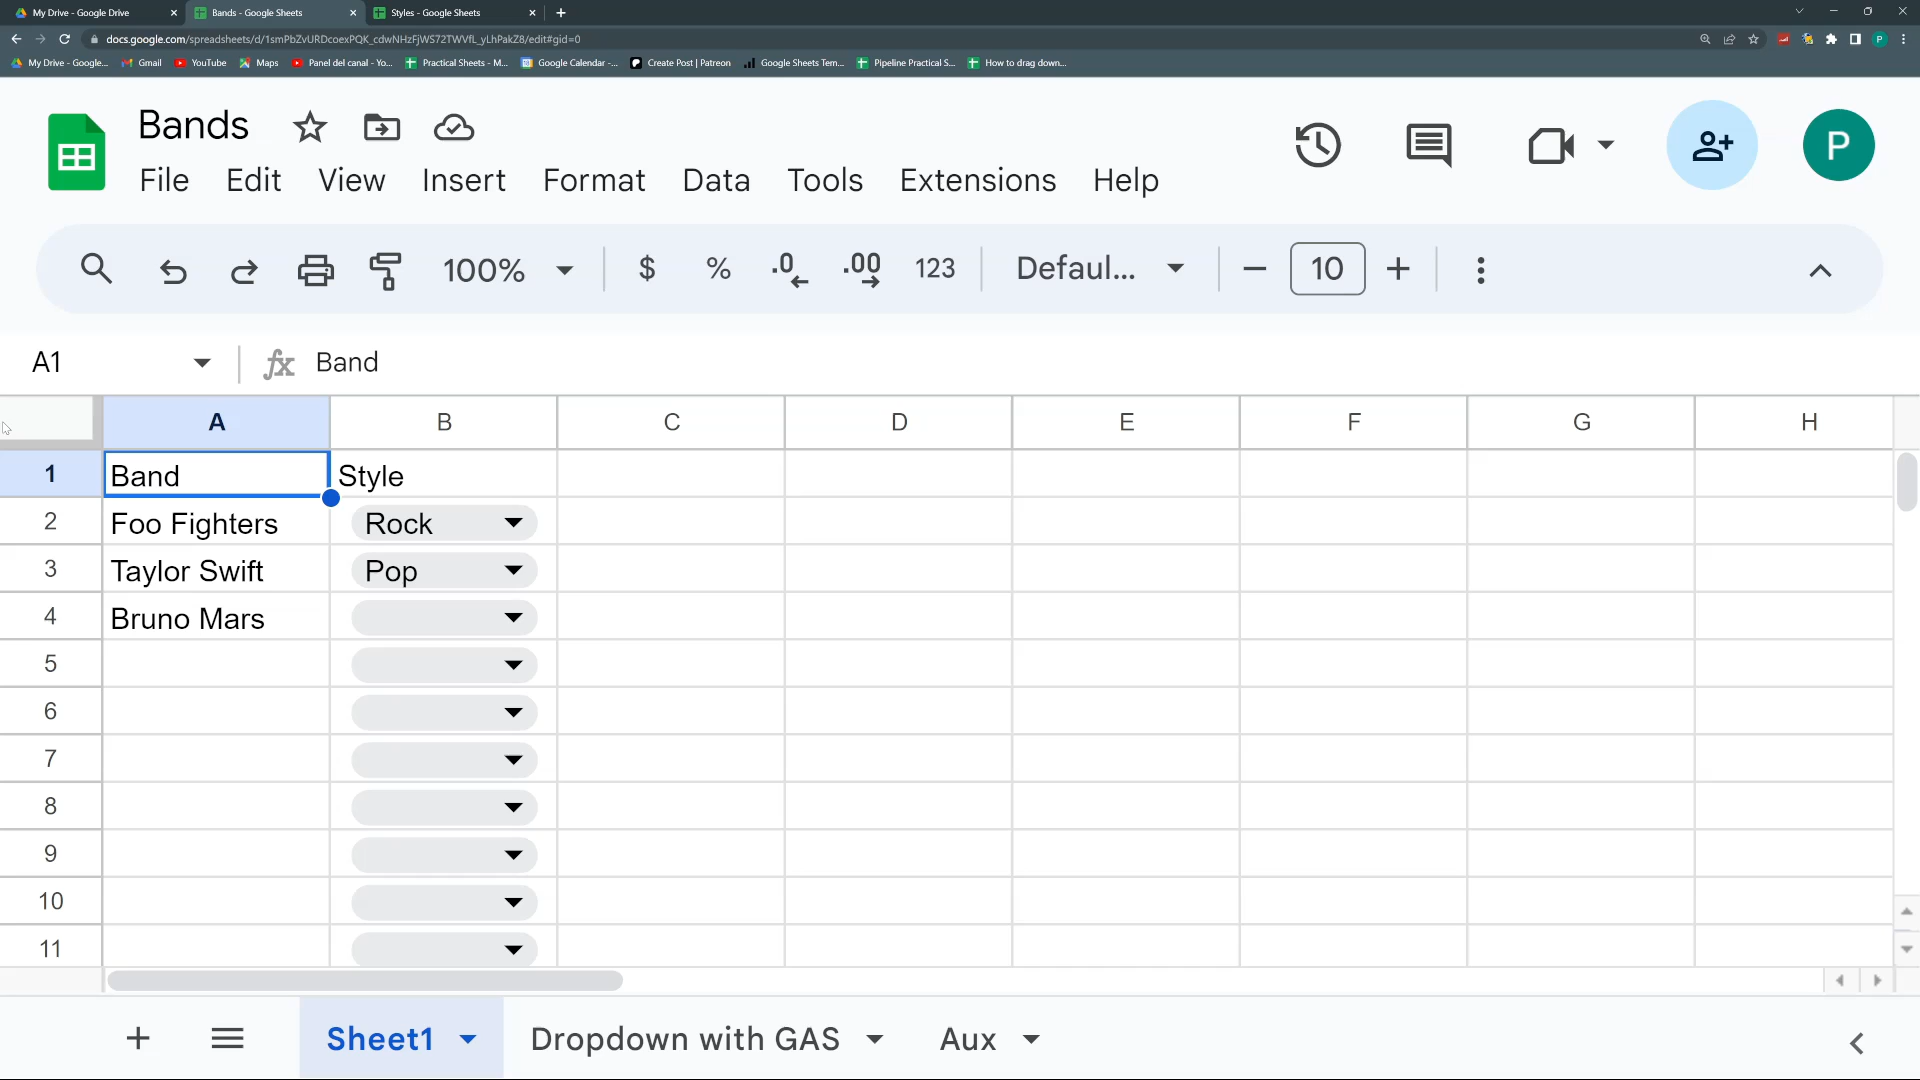 My Drive - Google Drive
Bands - Google Sheets
Styles - Google Sheets
docs.google.com/spreadsheets/d/1smPbZvURDcoexPQK_cdwNHzFjWS72TWVfL_yLhPakZ8/edit#gid=0
My Drive - Google...
Gmail
YouTube
Maps
Panel del canal - Yo...
Practical Sheets - M...
Google Calendar -...
Create Post | Patreon
Google Sheets Tem...
Pipeline Practical S...
How to drag down...
P
Bands
File Edit View Insert Format Data Tools Extensions Help
P
100% $ % .0 .00 123 Defaul... 10
A1 fx Band
A B C D E F G H
1 Band Style
2 Foo Fighters Rock
3 Taylor Swift Pop
4 Bruno Mars
5
6
7
8
9
10
11
Sheet1 Dropdown with GAS Aux